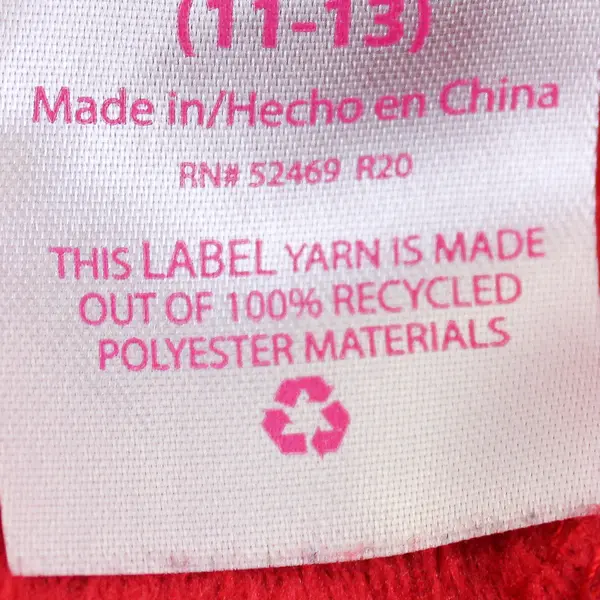 (11-13)
Made in/Hecho en China
RN# 52469 R20
THIS LABEL YARN IS MADE
OUT OF 100% RECYCLED
POLYESTER MATERIALS